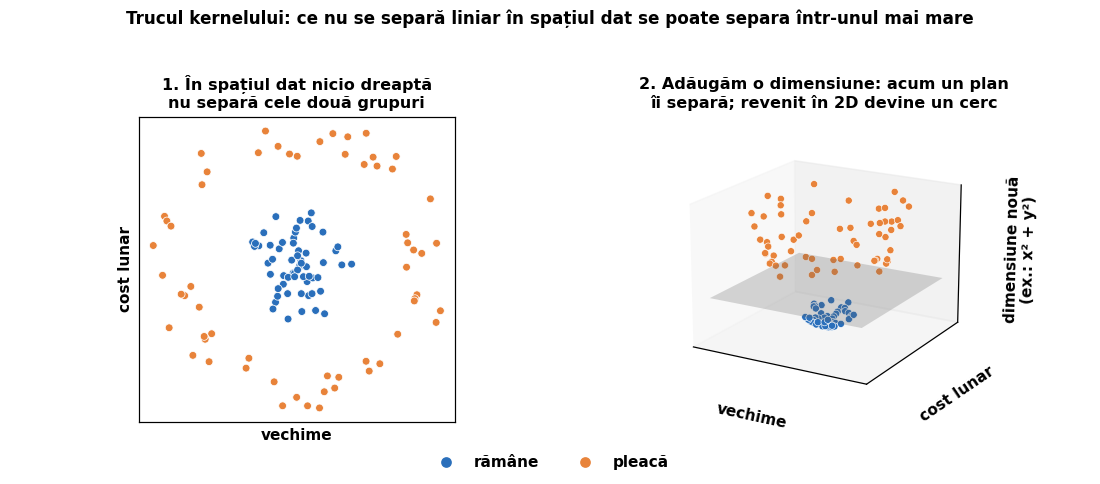 Trucul kernelului: ce nu se separă liniar în spațiul dat se poate separa într-unul mai mare
1. În spațiul dat nicio dreaptă
nu separă cele două grupuri
cost lunar
vechime
2. Adăugăm o dimensiune: acum un plan
îi separă; revenit în 2D devine un cerc
vechime
cost lunar
dimensiune nouă
(ex.: x² + y²)
rămâne
pleacă